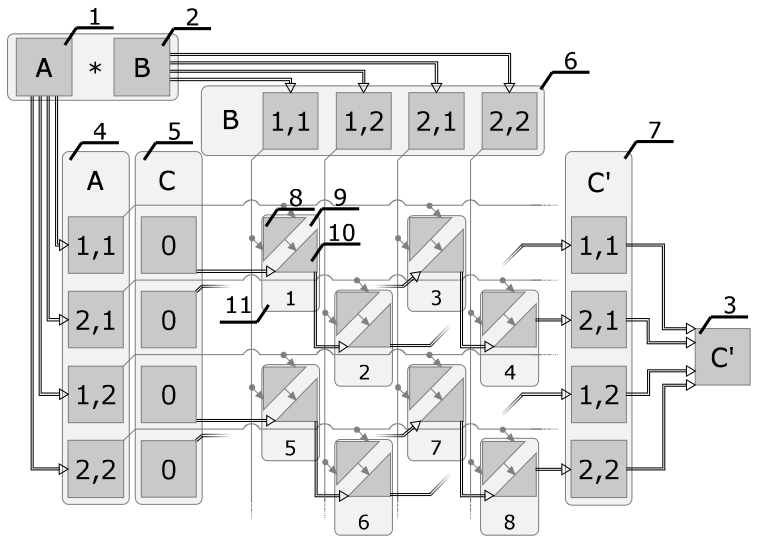 1 2
A * B
6
B 1,1 1,2 2,1 2,2
4 5 7
A C C'
8 9
1,1 0 10 1,1
11 1 3
2,1 0 2,1 3
2 4 C'
1,2 0 1,2
5 7
2,2 0 2,2
6 8